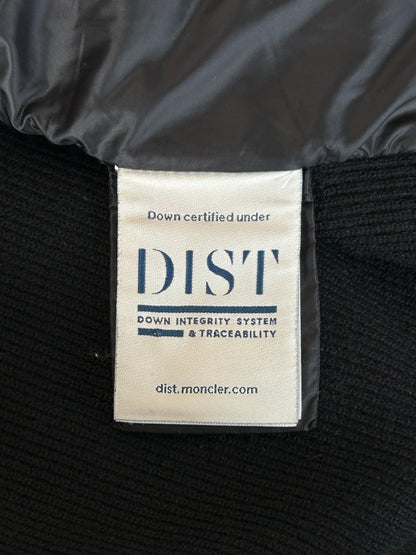 Down certified under
DIST
DOWN INTEGRITY SYSTEM
& TRACEABILITY
dist.moncler.com